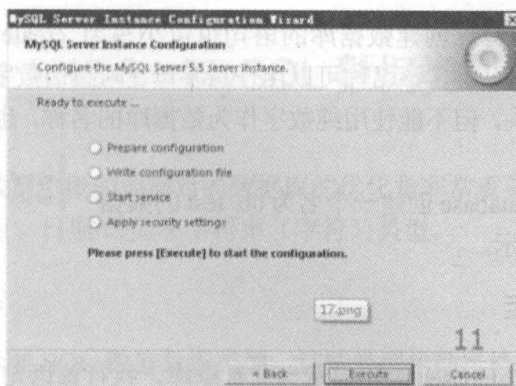 MySQL Server Instance Configuration Wizard
MySQL Server Instance Configuration
Configure the MySQL Server 5.5 server instance.
Ready to execute ...
Prepare configuration
Write configuration file
Start service
Apply security settings
Please press [Execute] to start the configuration.
17.png
11
< Back
Execute
Cancel